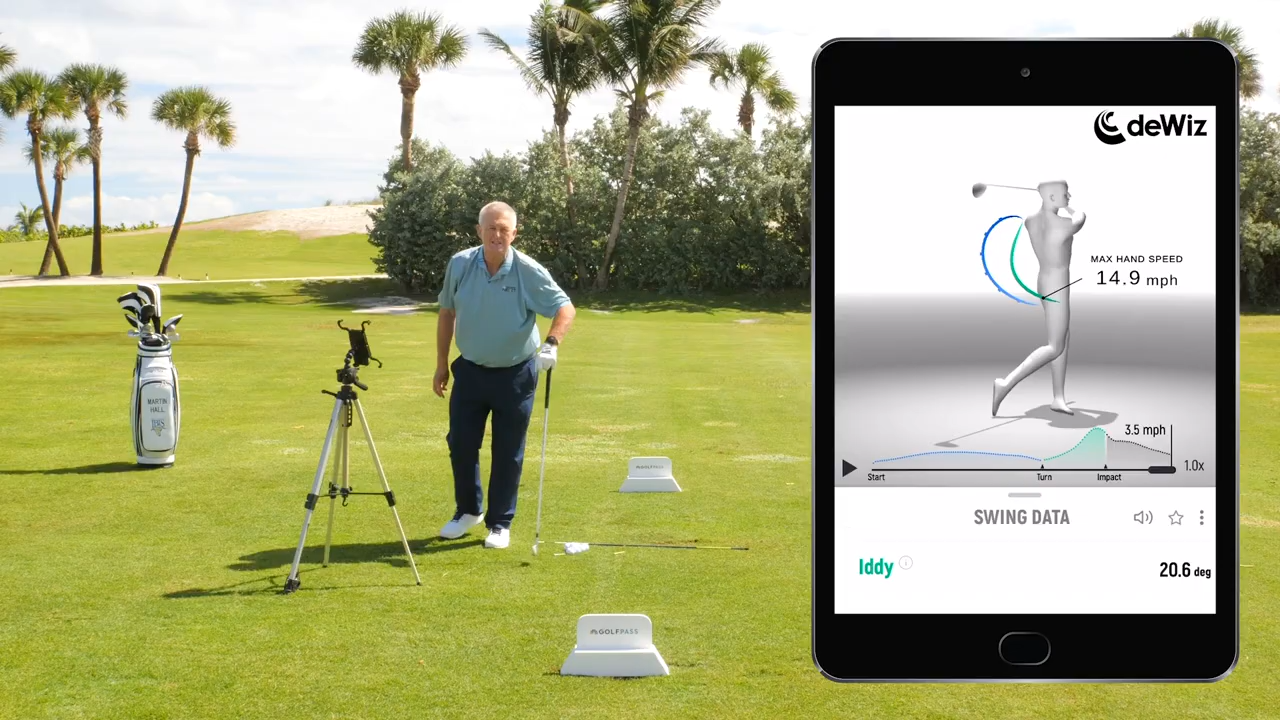 deWiz
MAX HAND SPEED
14.9 mph
3.5 mph
1.0x
Start
Turn
Impact
SWING DATA
Iddy
20.6 deg
MARTIN
HALL
GOLFPASS
GOLFPASS